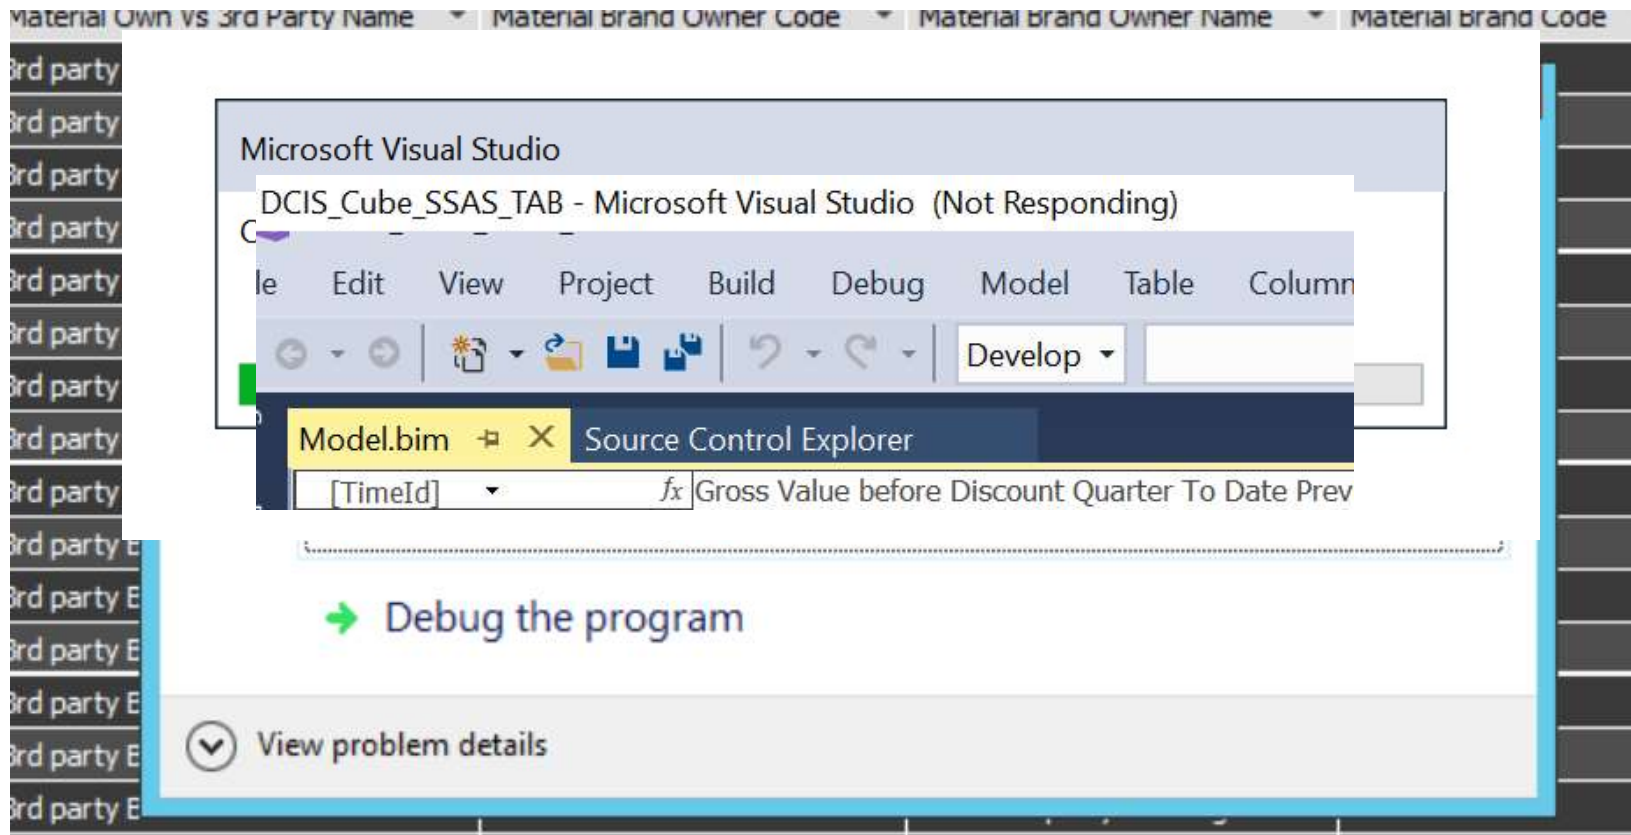 Material Own Vs 3rd Party Name Material Brand Owner Code Material Brand Owner Name Material Brand Code
3rd party
3rd party
3rd party
3rd party
3rd party
3rd party
3rd party
3rd party
3rd party
3rd party E
3rd party E
3rd party E
3rd party E
3rd party E
3rd party E
Microsoft Visual Studio
DCIS_Cube_SSAS_TAB - Microsoft Visual Studio (Not Responding)
le Edit View Project Build Debug Model Table Column
Develop
Model.bim Source Control Explorer
[TimeId] fx Gross Value before Discount Quarter To Date Prev
Debug the program
View problem details